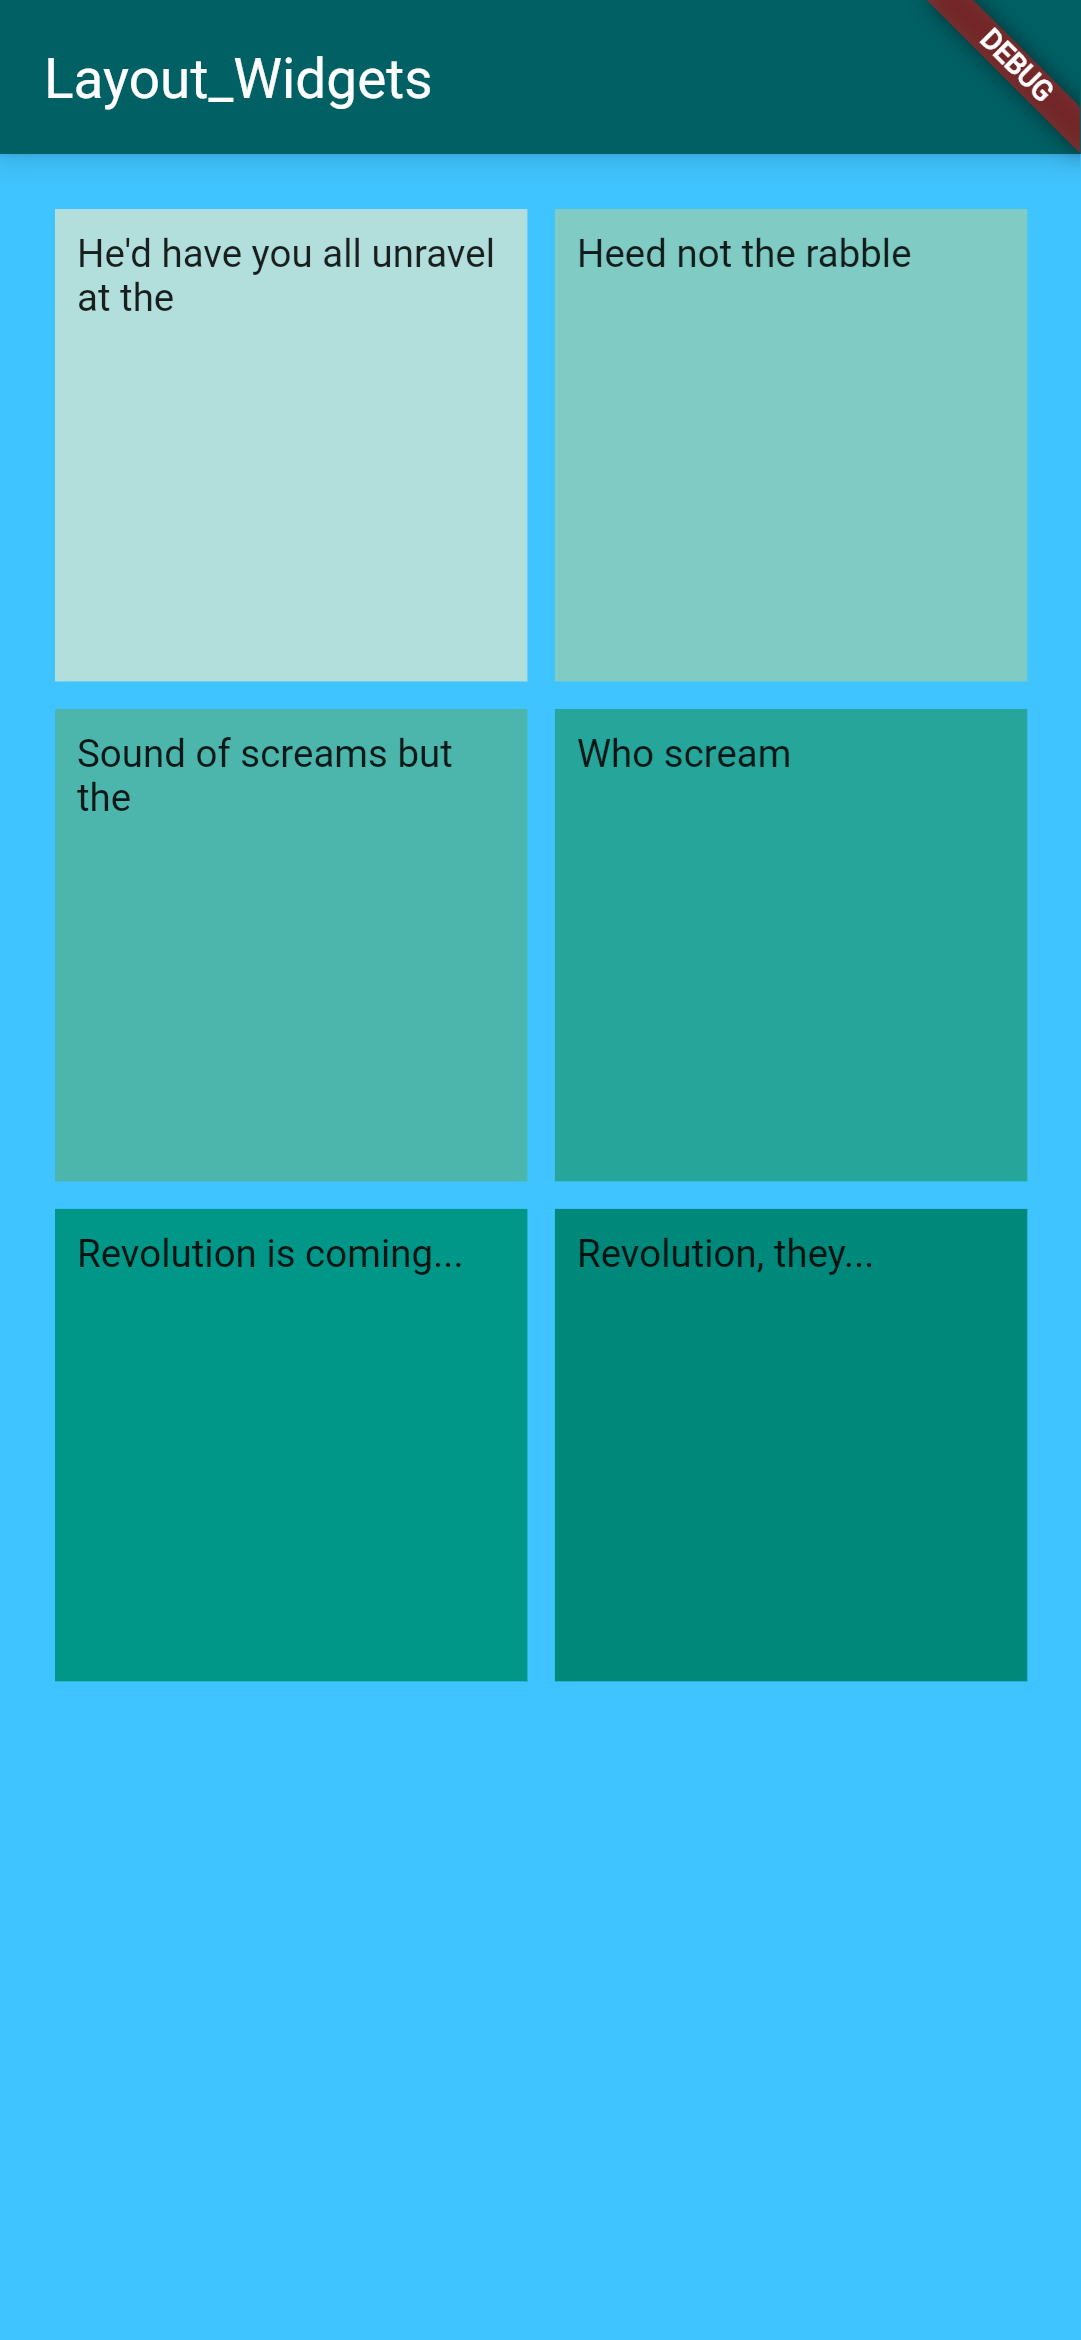 Layout_Widgets
DEBUG
He'd have you all unravel
at the
Heed not the rabble
Sound of screams but
the
Who scream
Revolution is coming...
Revolution, they...